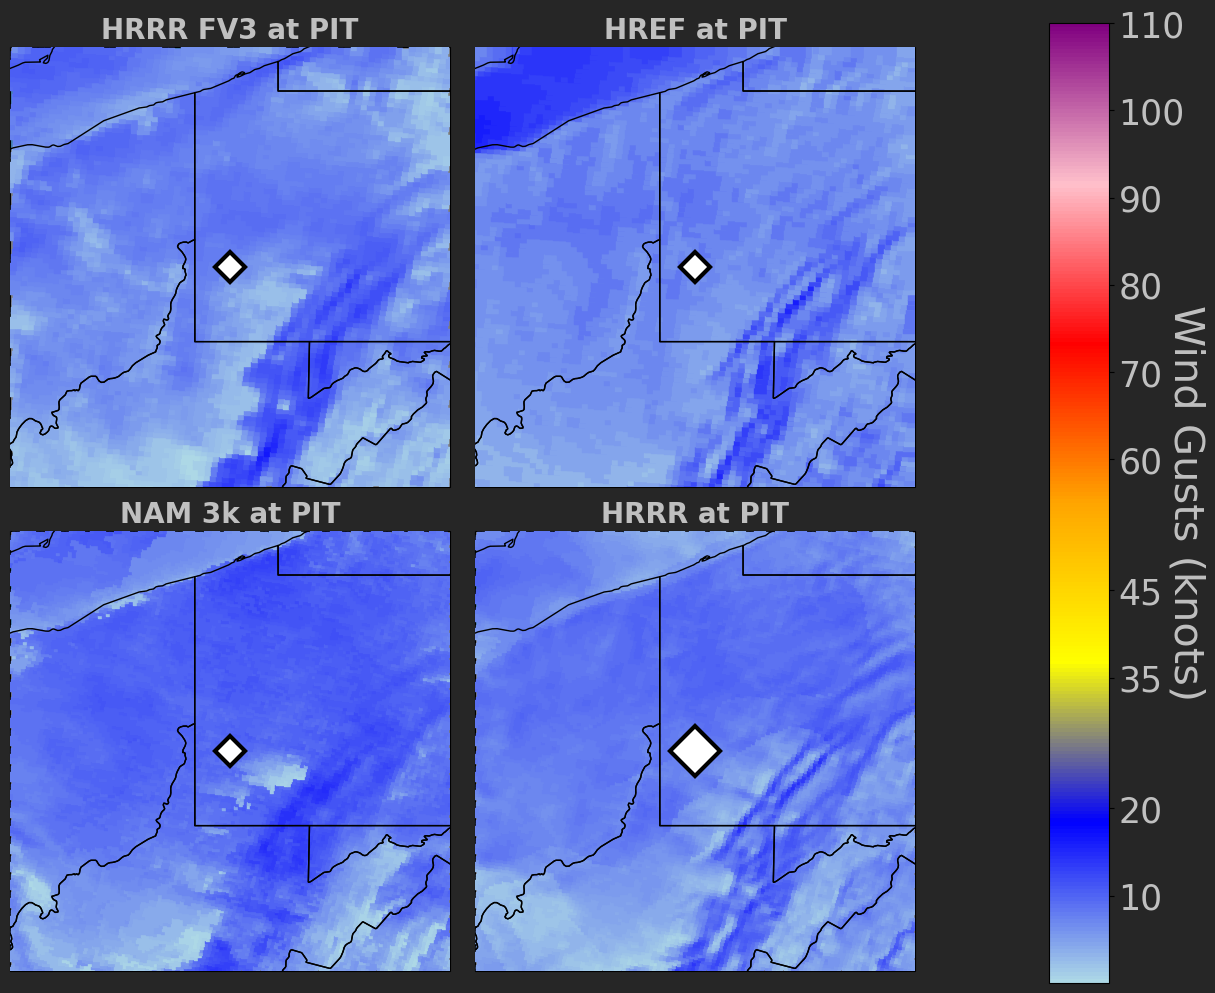 HRRR FV3 at PIT
HREF at PIT
NAM 3k at PIT
HRRR at PIT
110
100
90
80
70
60
45
35
20
10
Wind Gusts (knots)